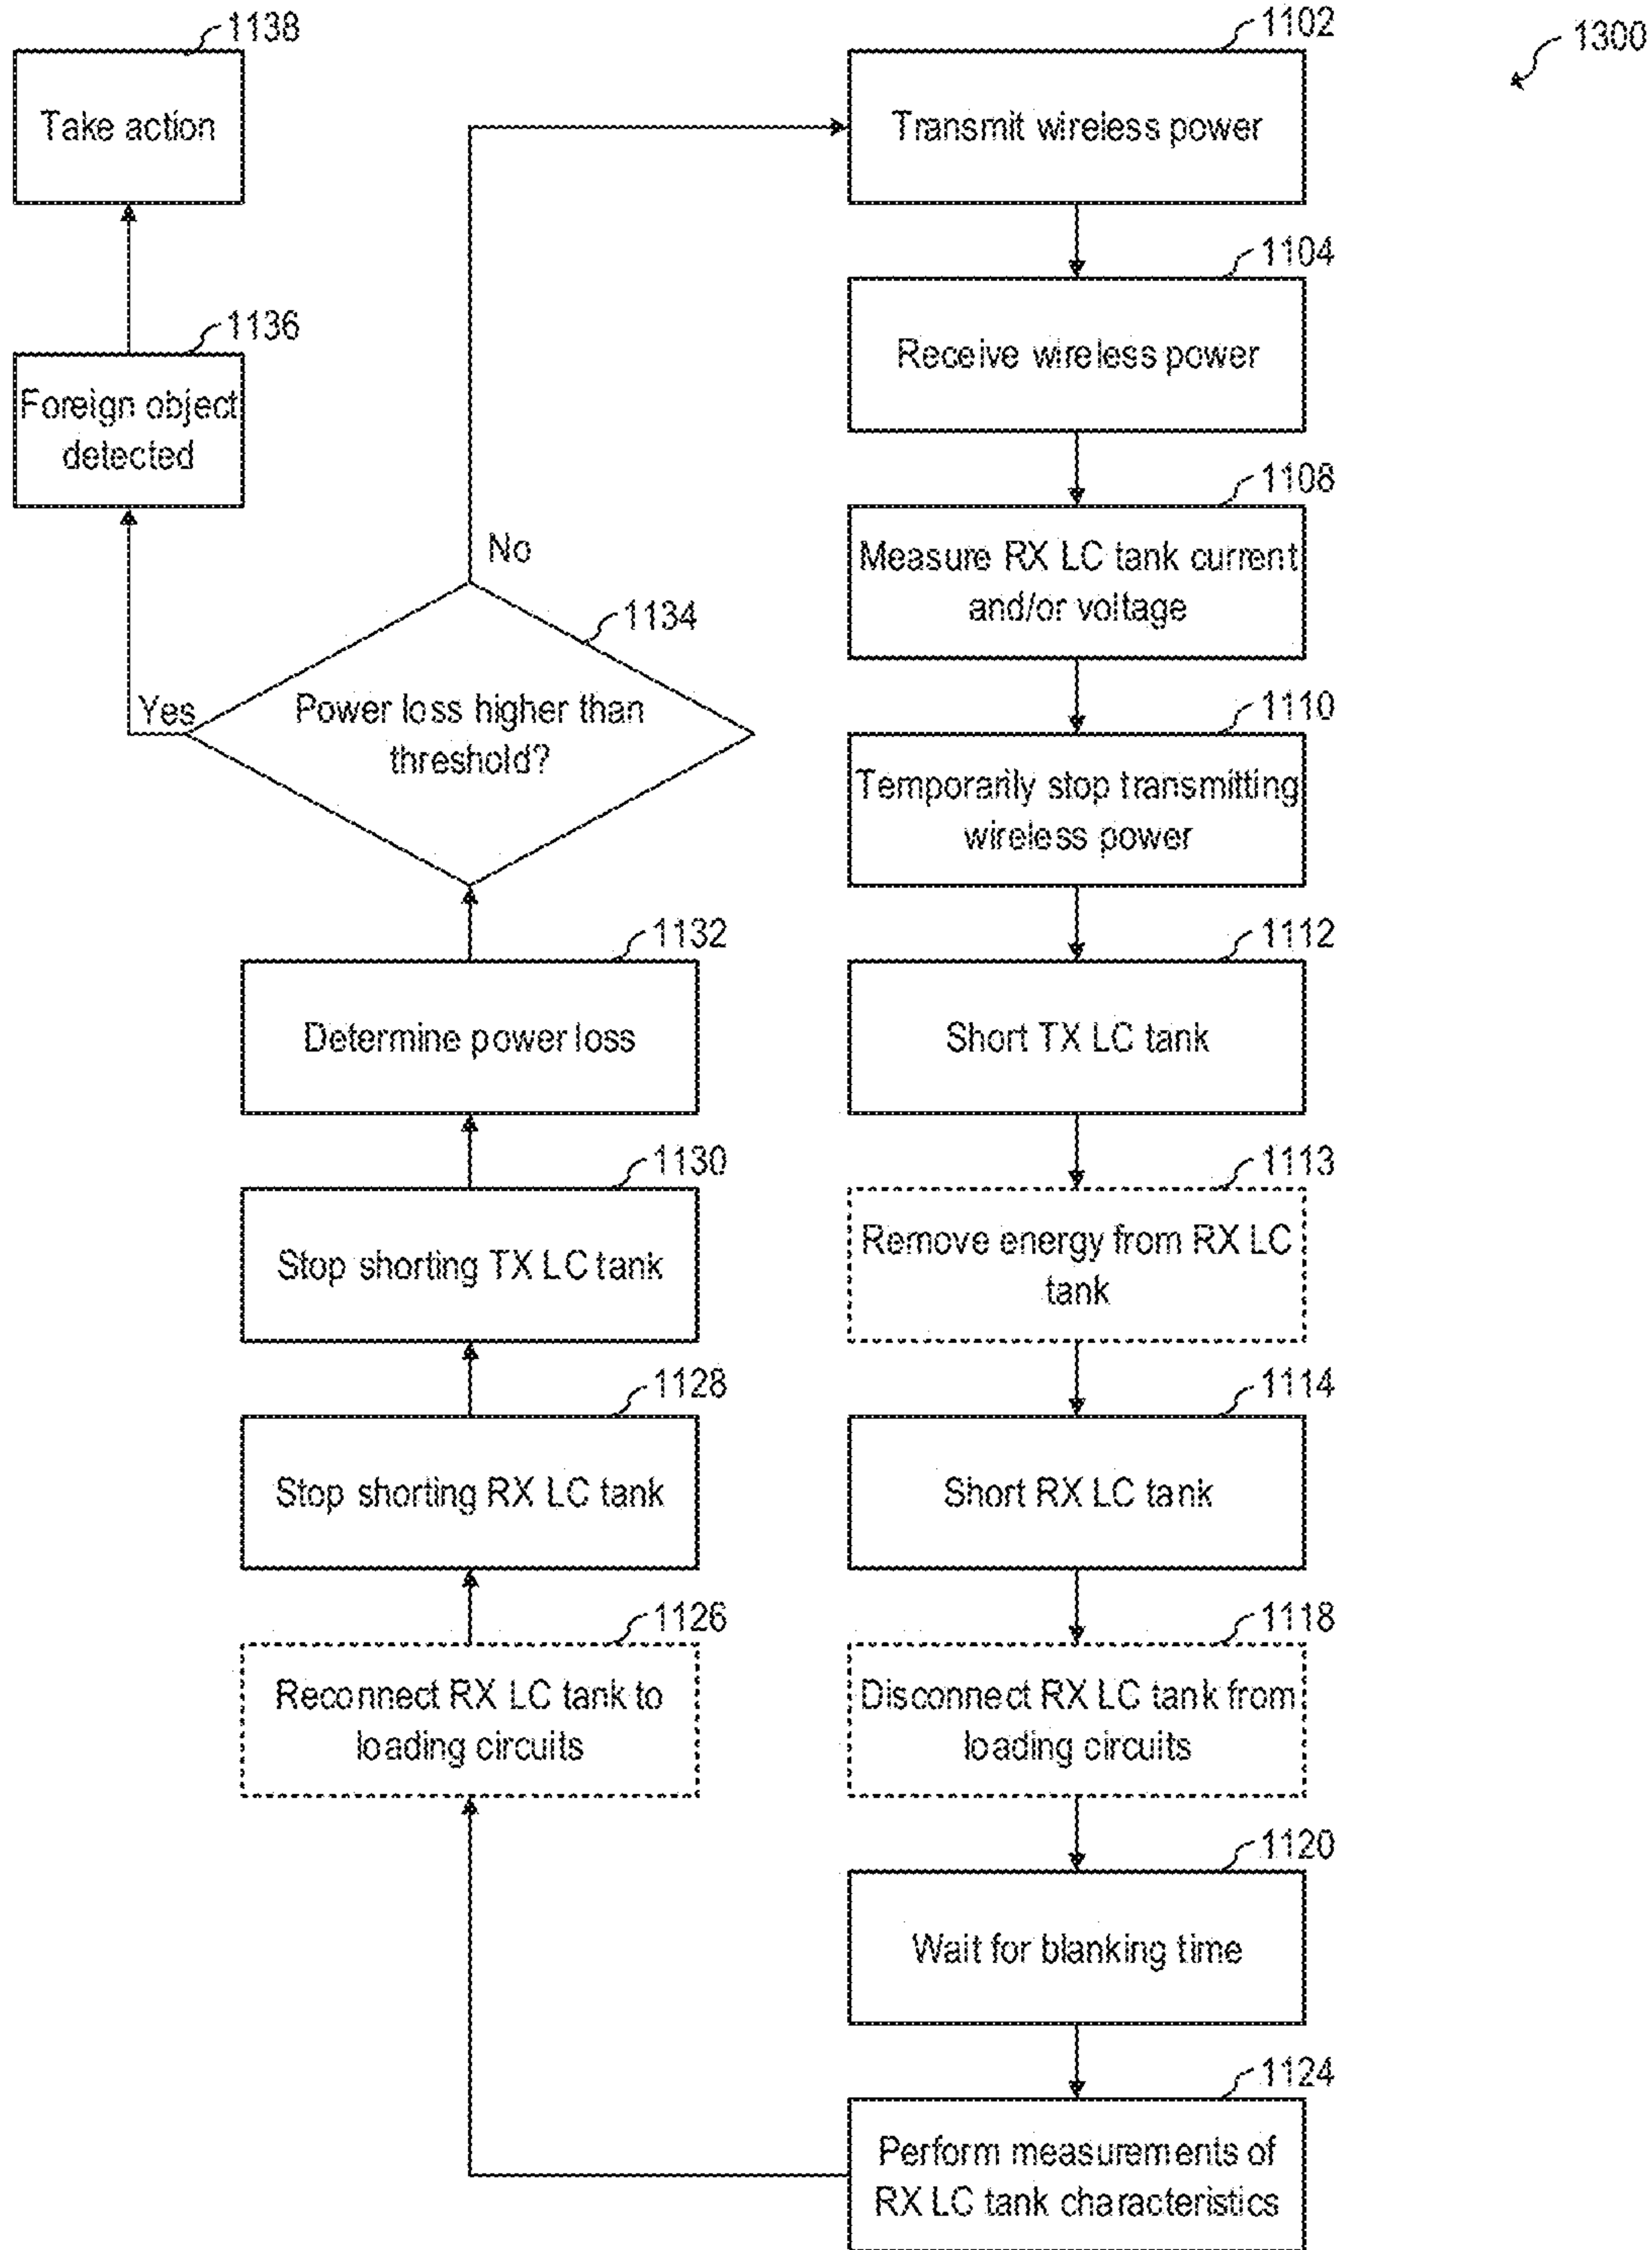 1300
1102
Transmit wireless power
1104
Receive wireless power
1108
Measure RX LC tank current
and/or voltage
1110
Temporarily stop transmitting
wireless power
1112
Short TX LC tank
1113
Remove energy from RX LC
tank
1114
Short RX LC tank
1118
Disconnect RX LC tank from
loading circuits
1120
Wait for blanking time
1124
Perform measurements of
RX LC tank characteristics
1126
Reconnect RX LC tank to
loading circuits
1128
Stop shorting RX LC tank
1130
Stop shorting TX LC tank
1132
Determine power loss
1134
Power loss higher than
threshold?
No
Yes
1136
Foreign object
detected
1138
Take action